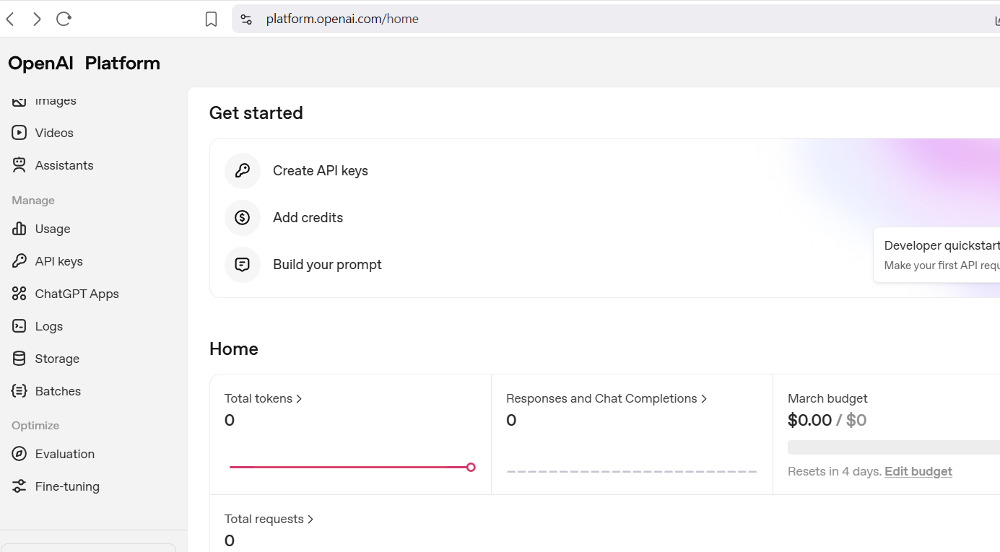 platform.openai.com/home
OpenAI Platform
Images
Videos
Assistants
Manage
Usage
API keys
ChatGPT Apps
Logs
Storage
Batches
Optimize
Evaluation
Fine-tuning
Get started
Create API keys
Add credits
Build your prompt
Developer quickstart
Make your first API requ
Home
Total tokens
0
Responses and Chat Completions
0
March budget
$0.00 / $0
Resets in 4 days. Edit budget
Total requests
0